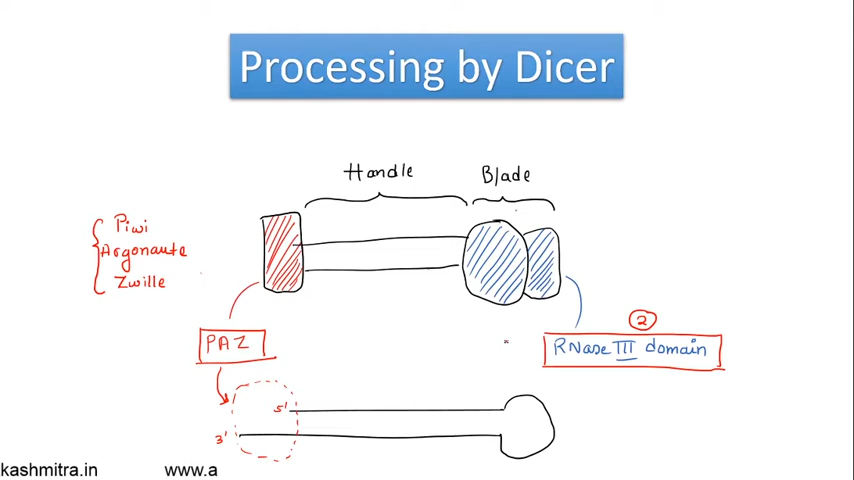 Processing by Dicer
Handle
Blade
Piwi
Argonaute
Zwille
PAZ
2
RNase III domain
5'
3'
kashmitra.in
www.a